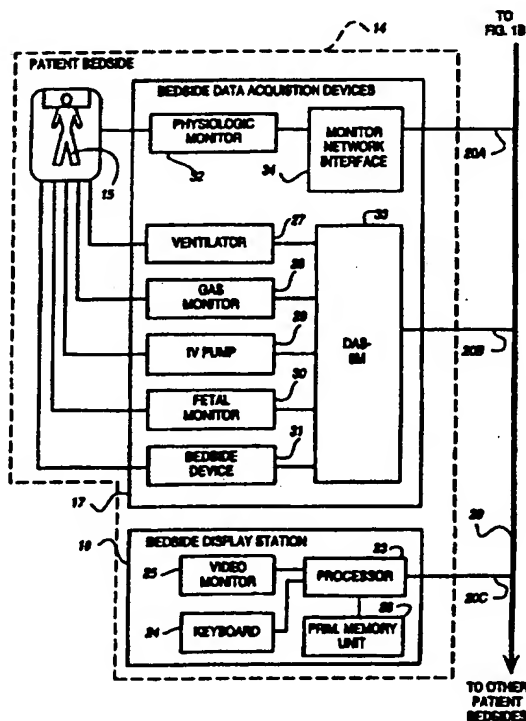 TO
FIG. 1B
14
PATIENT BEDSIDE
BEDSIDE DATA ACQUISTION DEVICES
PHYSIOLOGIC
MONITOR
32
MONITOR
NETWORK
INTERFACE
34
20A
15
33
27
VENTILATOR
28
GAS
MONITOR
29
IV PUMP
30
FETAL
MONITOR
31
BEDSIDE
DEVICE
DAS-
20B
17
18
BEDSIDE DISPLAY STATION
25
VIDEO
MONITOR
23
PROCESSOR
24
KEYBOARD
26
PRIM. MEMORY
UNIT
20
20C
TO OTHER
PATIENT
BEDSIDES